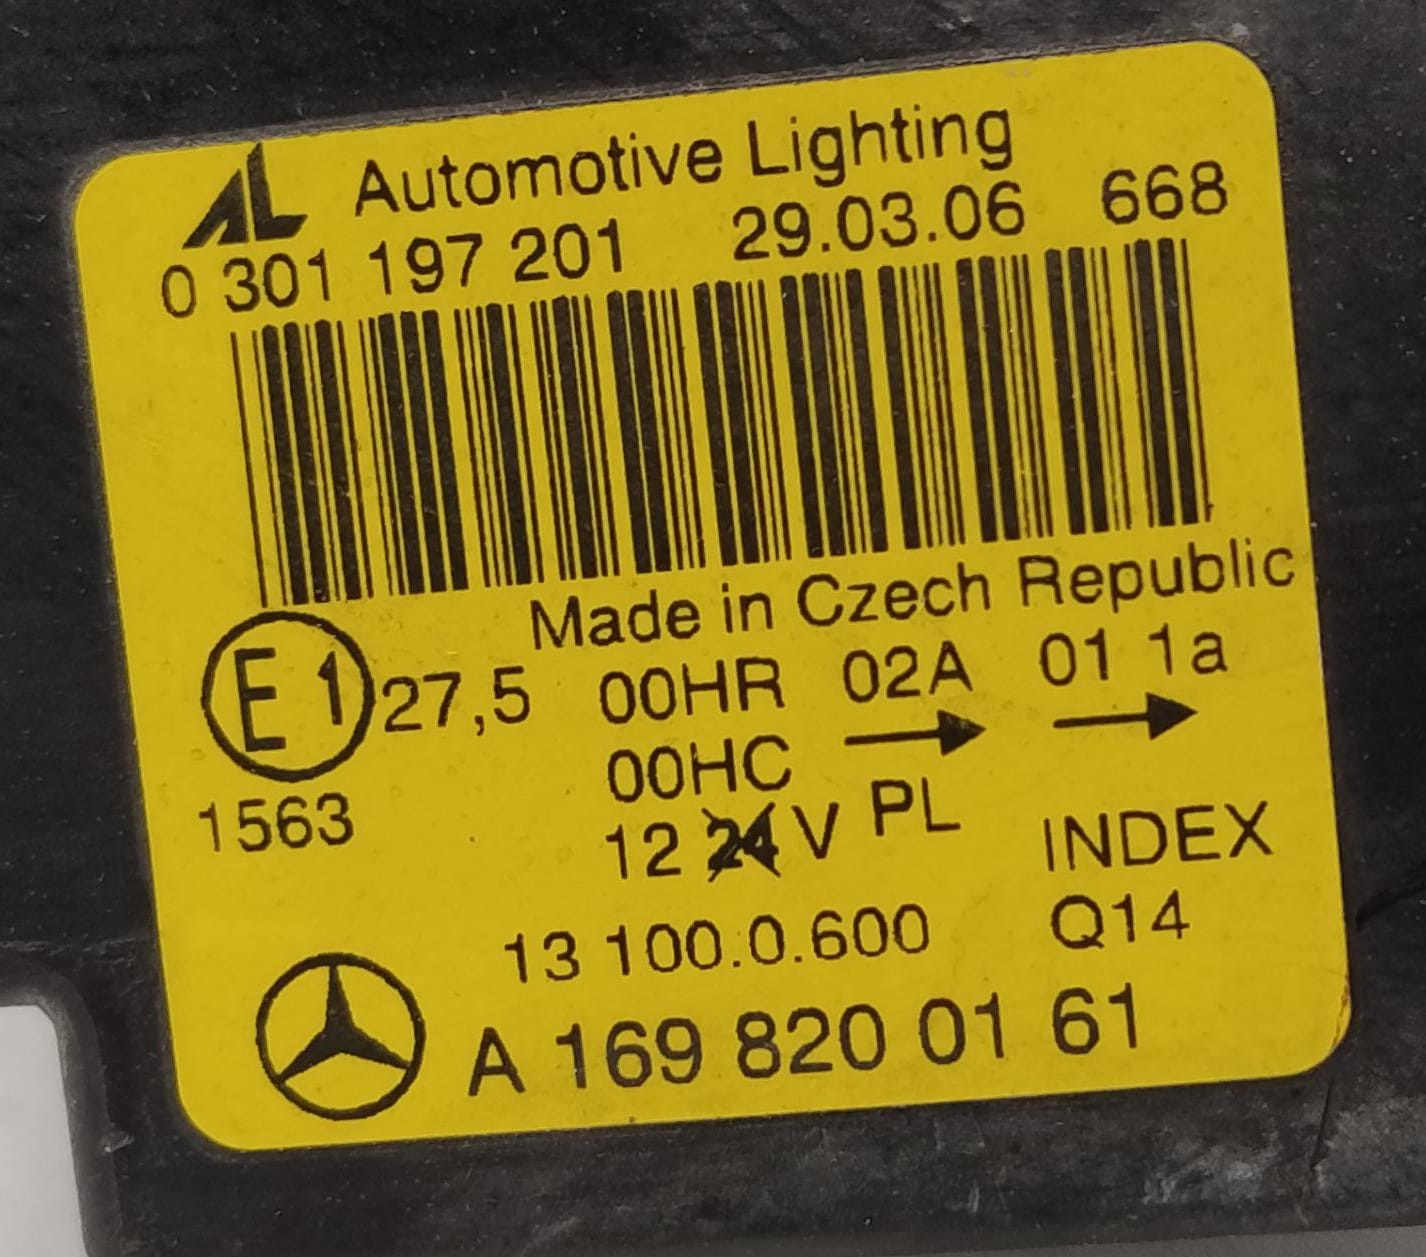 AL Automotive Lighting
0 301 197 201 29.03.06 668
Made in Czech Republic
E1 27,5 00HR 02A 01 1a
00HC → →
1563 12 24 V PL INDEX
13 100.0.600 Q14
A 169 820 01 61